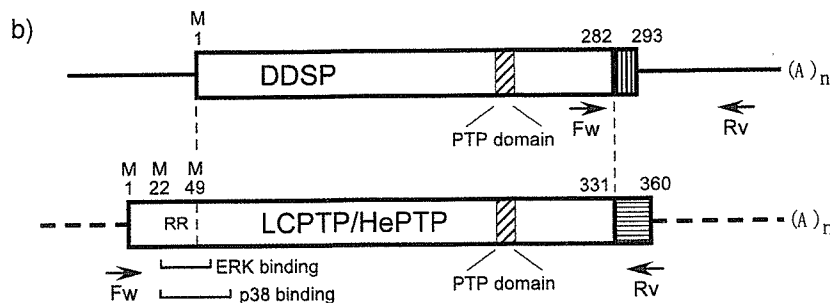 b)
M
1
282
293
DDSP
(A)n
PTP domain
Fw
Rv
M
1
M
22
M
49
331
360
RR
LCPTP/HePTP
(A)n
Fw
ERK binding
p38 binding
PTP domain
Rv